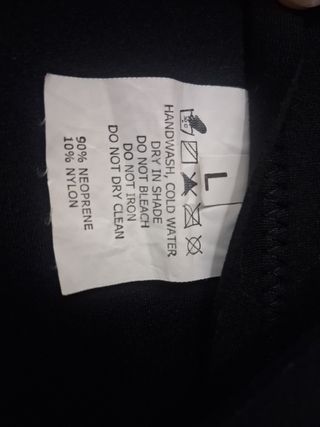 L
HANDWASH, COLD WATER
DRY IN SHADE
DO NOT BLEACH
DO NOT IRON
DO NOT DRY CLEAN
90% NEOPRENE
10% NYLON